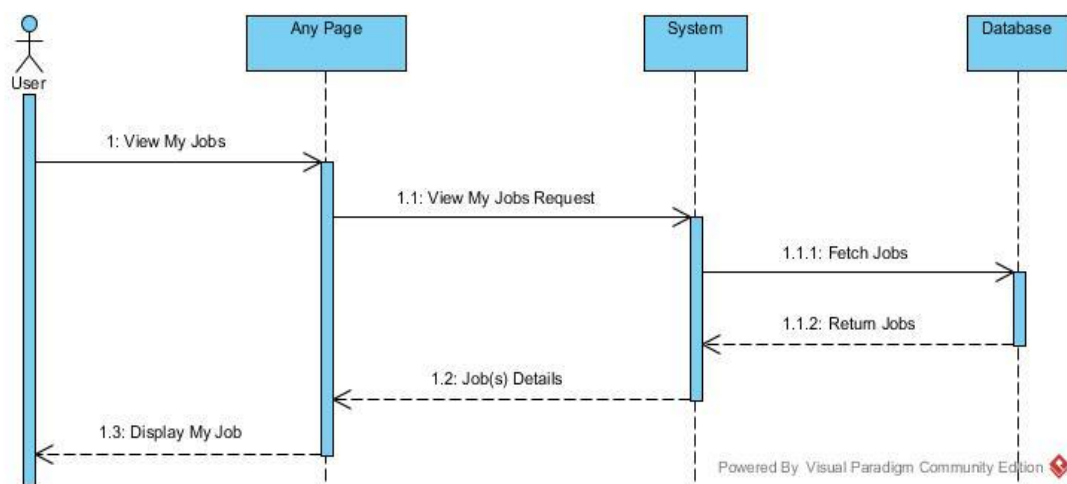 Any Page
System
Database
User
1: View My Jobs
1.1: View My Jobs Request
1.1.1: Fetch Jobs
1.1.2: Return Jobs
1.2: Job(s) Details
1.3: Display My Job
Powered By Visual Paradigm Community Edition